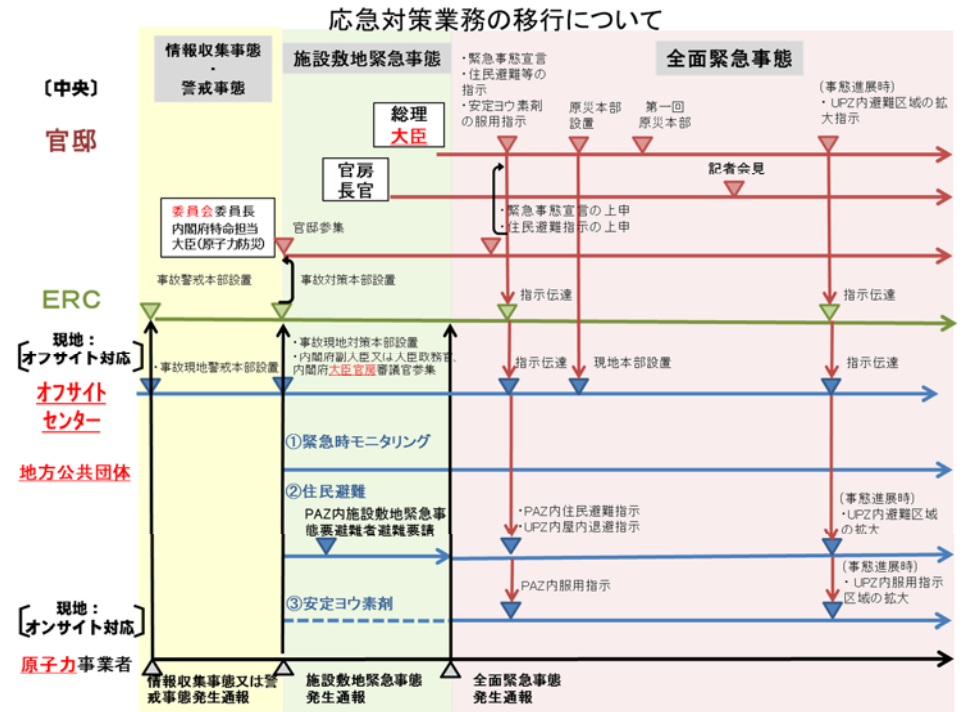 応急対策業務の移行について
情報収集事態
・
警戒事態
施設敷地緊急事態
全面緊急事態
〔中央〕
官邸
総理
大臣
・緊急事態宣言
・住民避難等の
指示
・安定ヨウ素剤
の服用指示
原災本部
設置
第一回
原災本部
(事態進展時)
・UPZ内避難区域の拡
大指示
官房
長官
記者会見
・緊急事態宣言の上申
・住民避難指示の上申
委員会委員長
内閣府特命担当
大臣(原子力防災)
官邸参集
事故警戒本部設置
事故対策本部設置
指示伝達
指示伝達
ERC
現地：
オフサイト対応
・事故現地警戒本部設置
・事故現地対策本部設置
・内閣府副大臣又は大臣政務官、
内閣府大臣官房審議官参集
指示伝達
現地本部設置
指示伝達
オフサイト
センター
①緊急時モニタリング
地方公共団体
②住民避難
PAZ内施設敷地緊急事
態要避難者避難要請
・PAZ内住民避難指示
・UPZ内屋内退避指示
(事態進展時)
・UPZ内避難区域
の拡大
PAZ内服用指示
(事態進展時)
・UPZ内服用指示
区域の拡大
③安定ヨウ素剤
現地：
オンサイト対応
原子力事業者
情報収集事態又は警
戒事態発生通報
施設敷地緊急事態
発生通報
全面緊急事態
発生通報